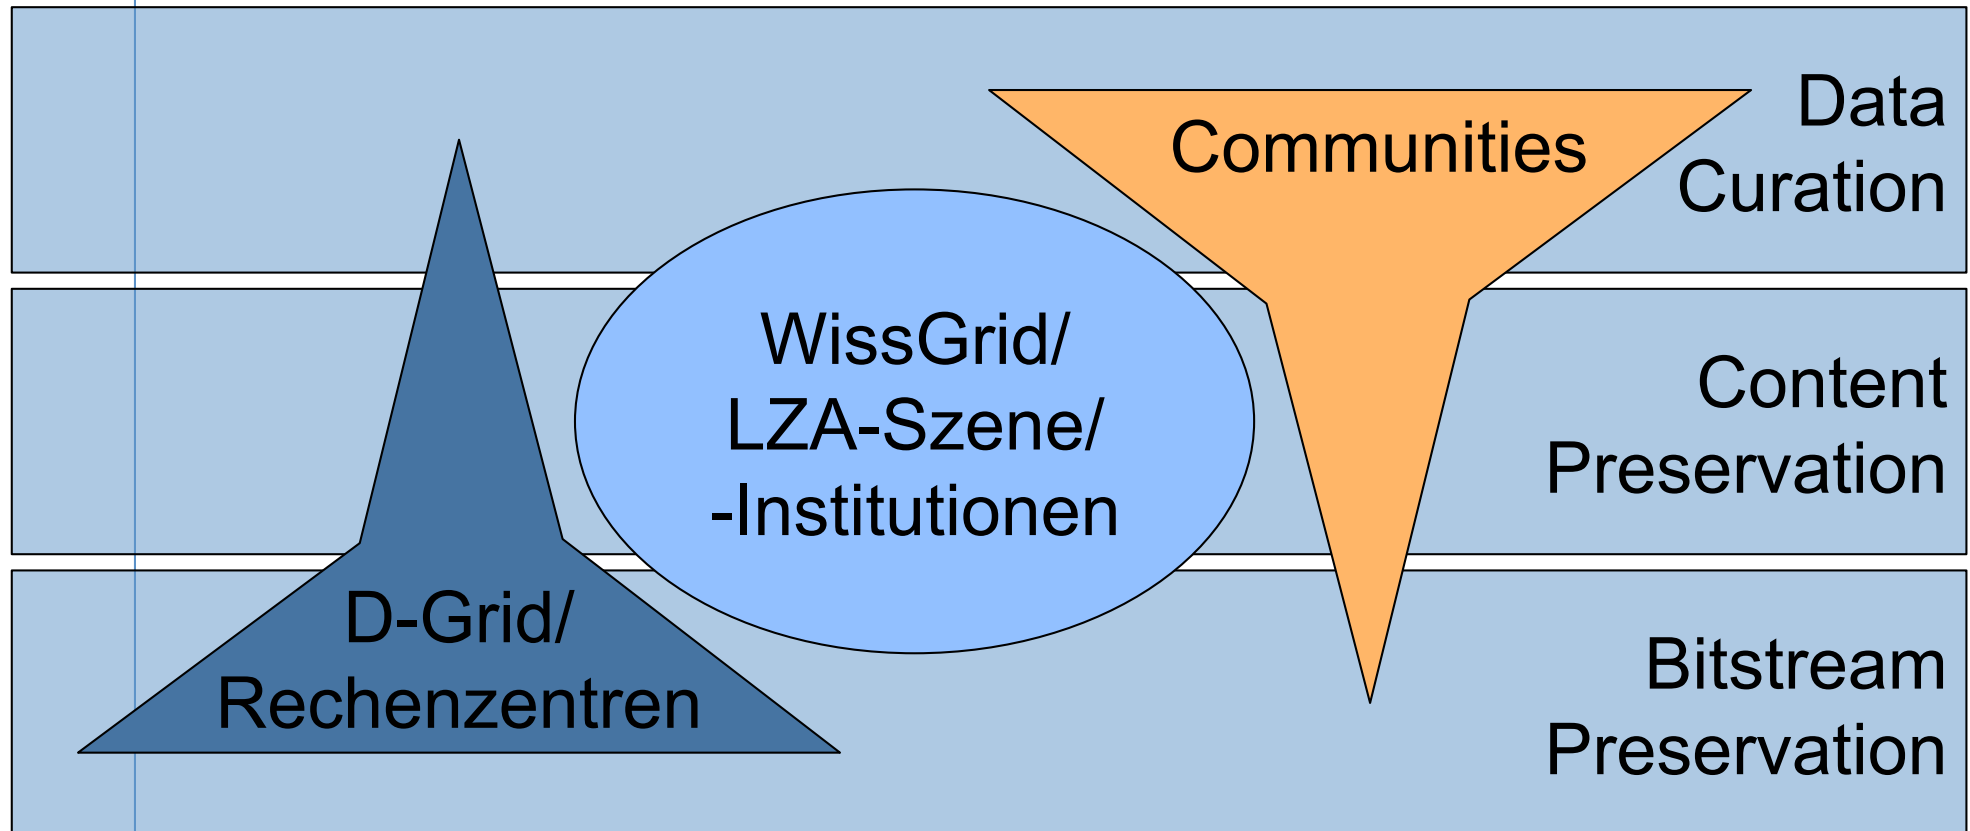 Data
Curation
Communities
WissGrid/
LZA-Szene/
-Institutionen
Content
Preservation
D-Grid/
Rechenzentren
Bitstream
Preservation